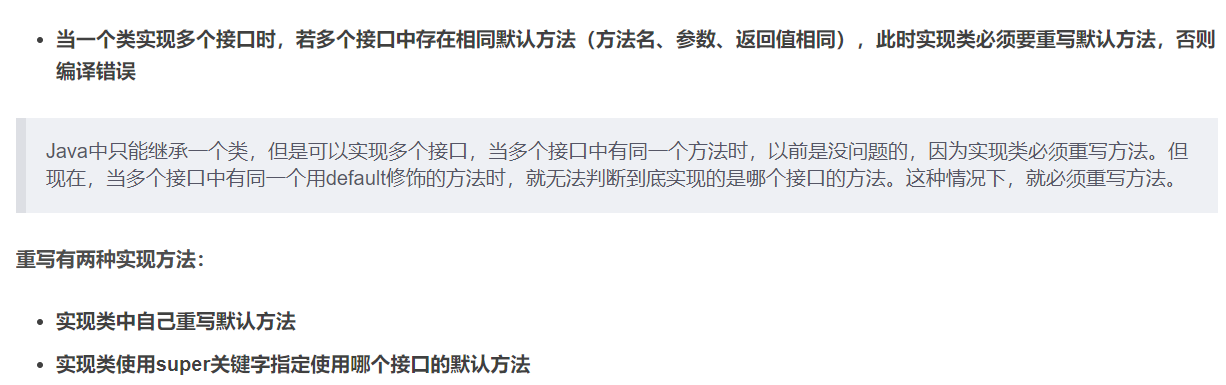 • 当一个类实现多个接口时，若多个接口中存在相同默认方法（方法名、参数、返回值相同），此时实现类必须要重写默认方法，否则
编译错误
Java中只能继承一个类，但是可以实现多个接口，当多个接口中有同一个方法时，以前是没问题的，因为实现类必须重写方法。但
现在，当多个接口中有同一个用default修饰的方法时，就无法判断到底实现的是哪个接口的方法。这种情况下，就必须重写方法。
重写有两种实现方法：
• 实现类中自己重写默认方法
• 实现类使用super关键字指定使用哪个接口的默认方法